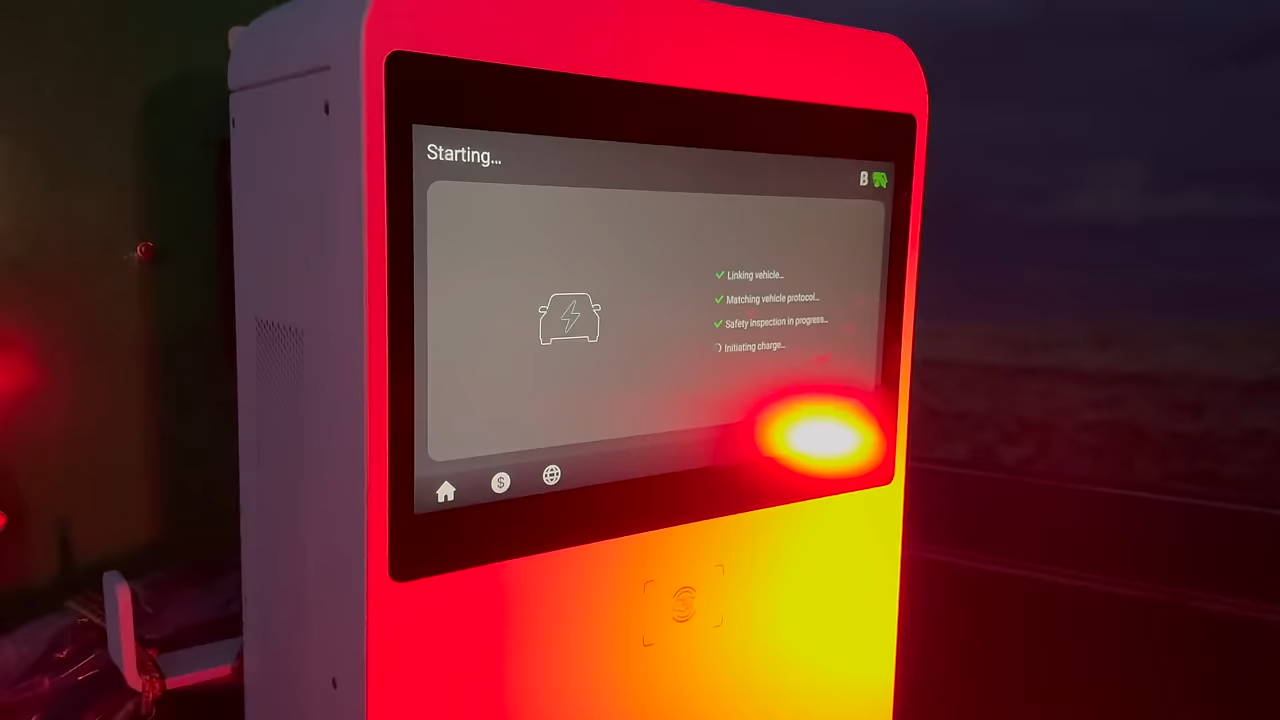 Starting...
B
Linking vehicle...
Matching vehicle protocol...
Safety inspection in progress...
Initiating charge...
$